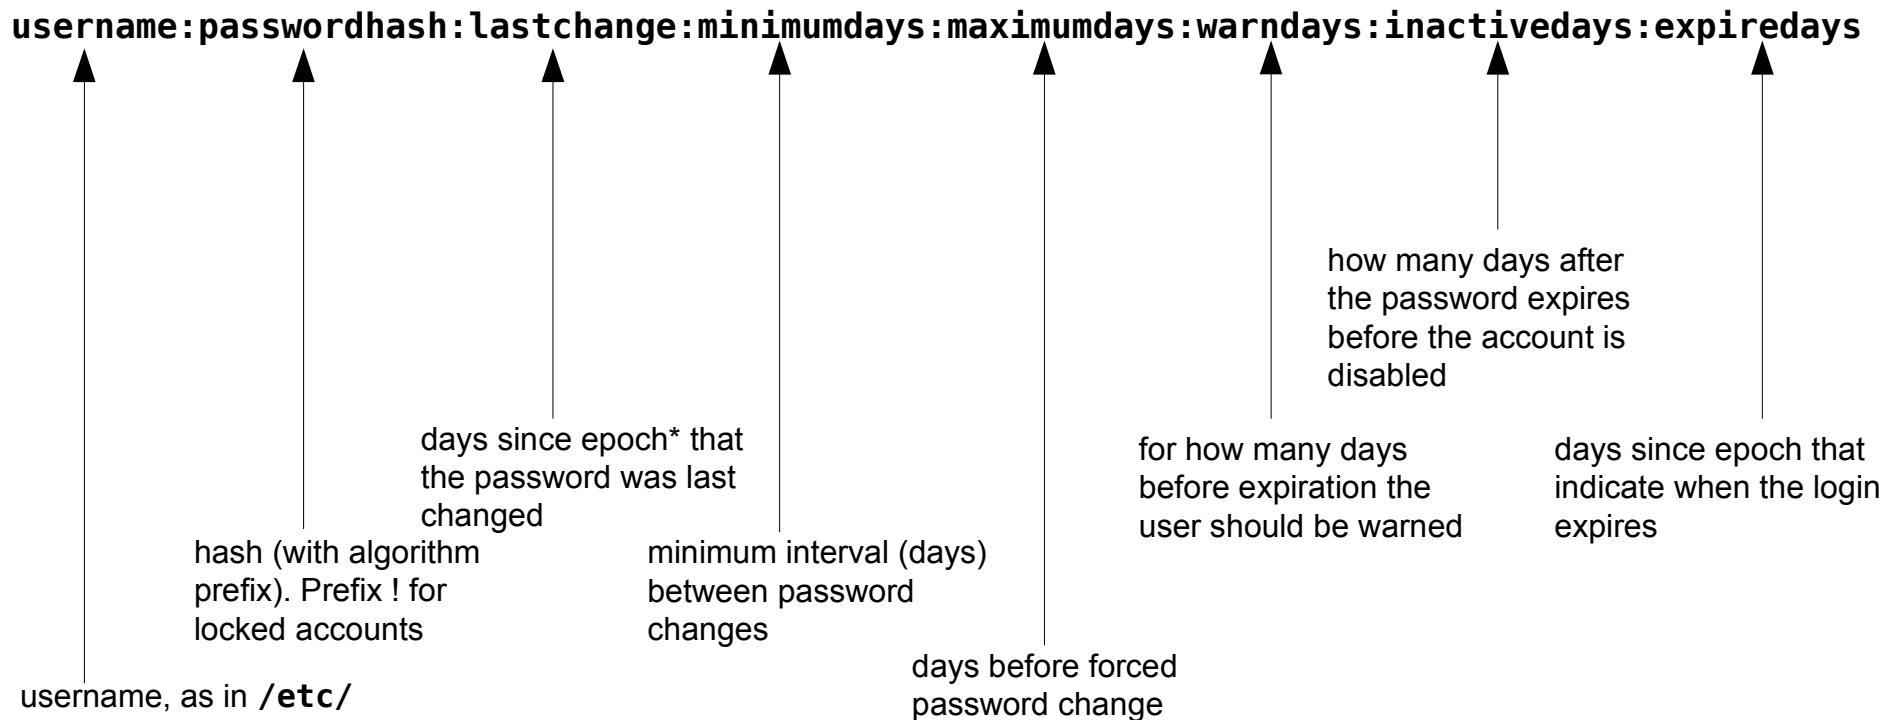 username:passwordhash:lastchange:minimumdays:maximumdays:warndays:inactivedays:expiredays
how many days after
the password expires
before the account is
disabled
days since epoch* that
the password was last
changed
for how many days
before expiration the
user should be warned
days since epoch that
indicate when the login
expires
hash (with algorithm
prefix). Prefix ! for
locked accounts
minimum interval (days)
between password
changes
days before forced
password change
username, as in /etc/